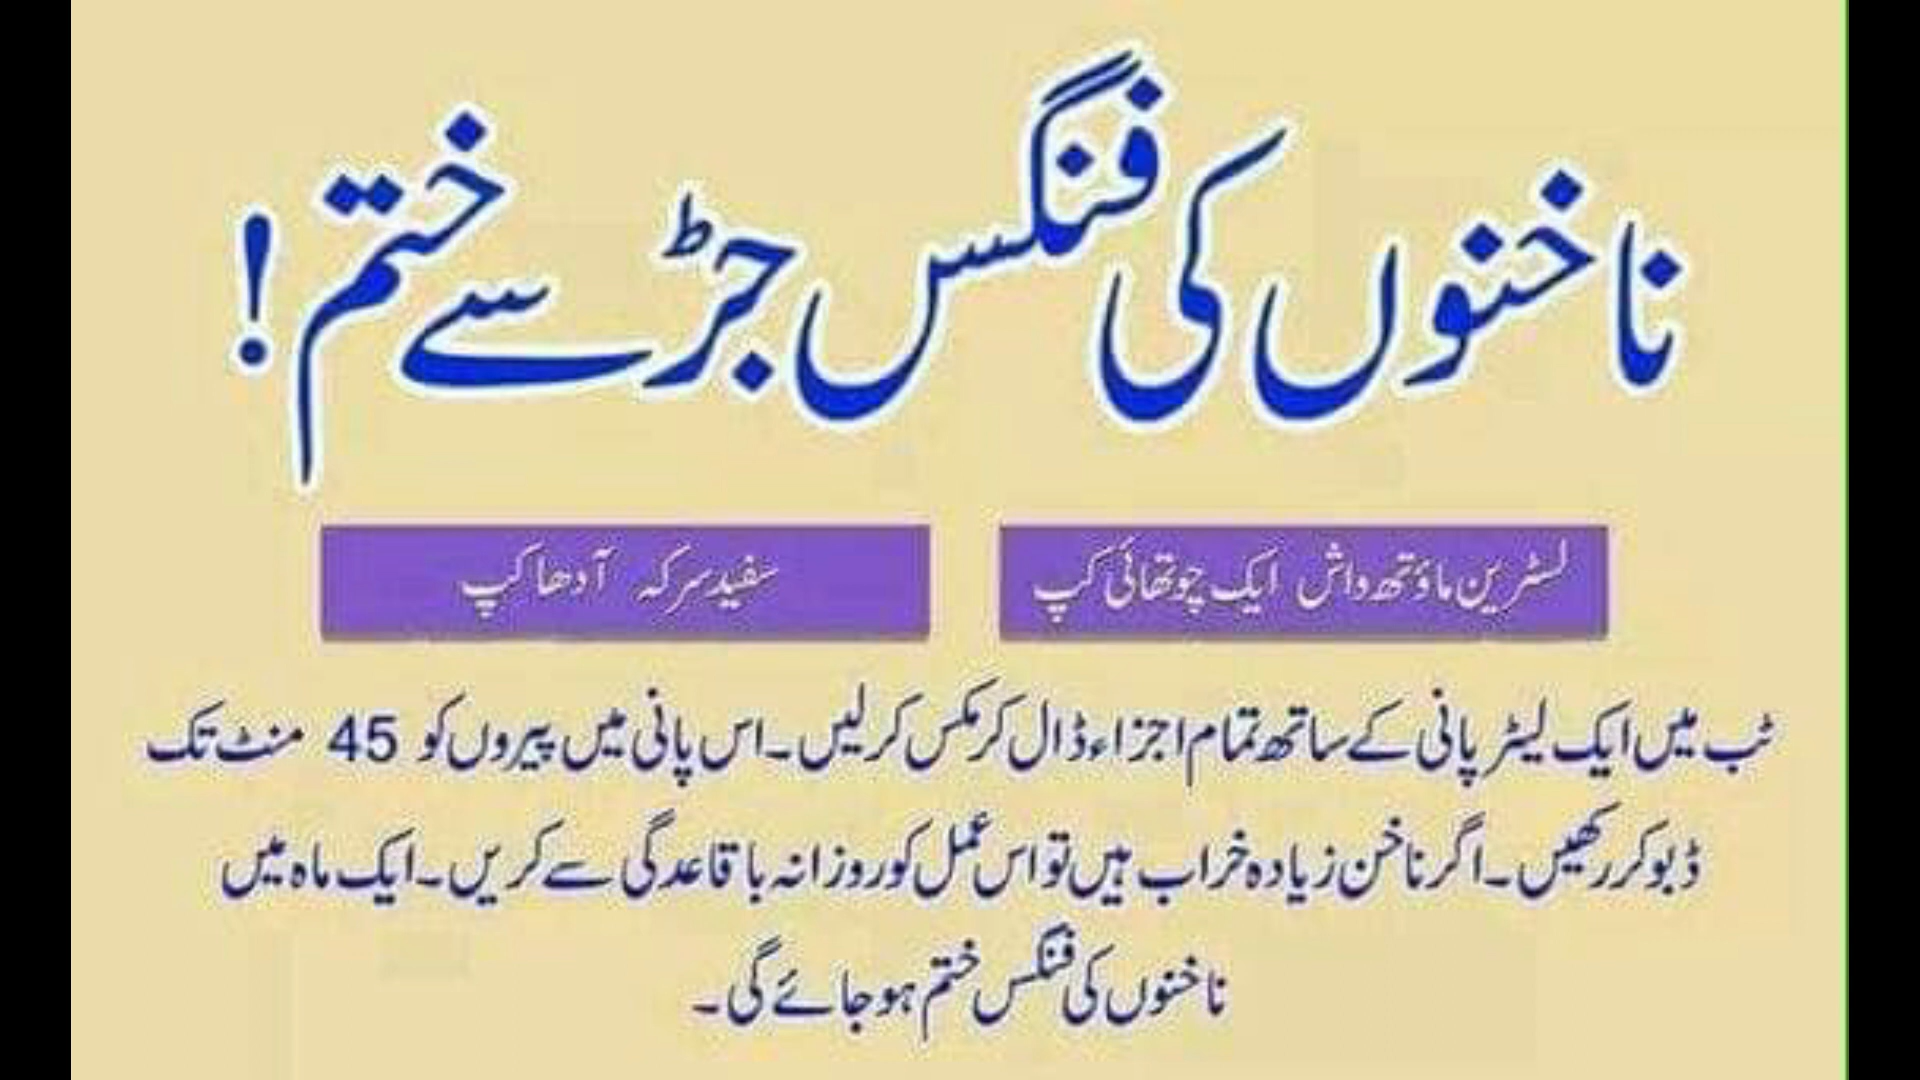 ناخنوں کی فنگس جڑ سے ختم!
لسٹرین ماؤتھ واش ایک چوتھائی کپ
سفید سرکہ آدھا کپ
ٹب میں ایک لیٹر پانی کے ساتھ تمام اجزاء ڈال کر مکس کر لیں۔ اس پانی میں پیروں کو 45 منٹ تک
ڈبو کر رکھیں۔ اگر ناخن زیادہ خراب ہیں تو اس عمل کو روزانہ باقاعدگی سے کریں۔ ایک ماہ میں
ناخنوں کی فنگس ختم ہو جائے گی۔